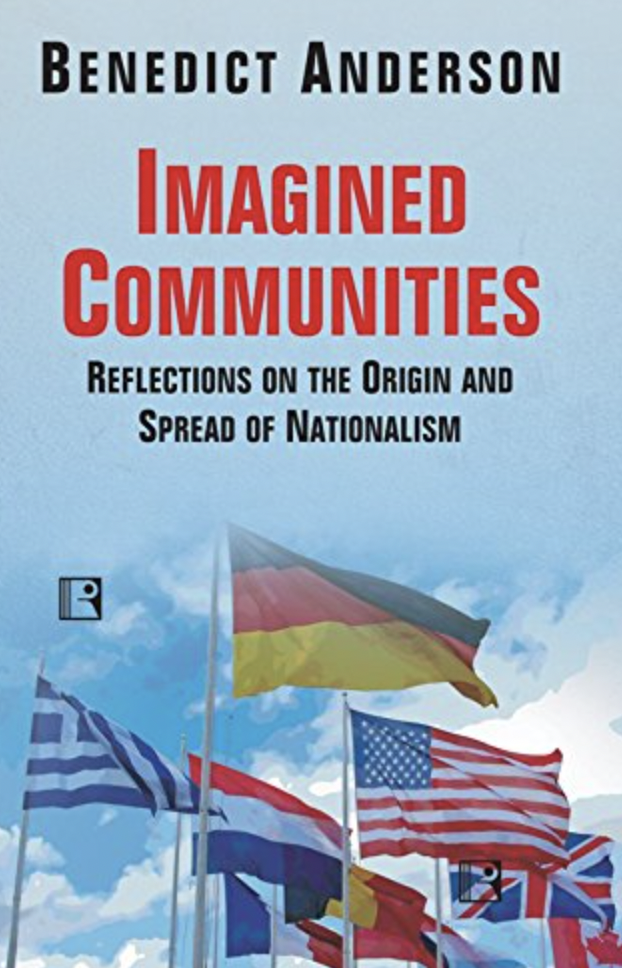 BENEDICT ANDERSON
IMAGINED
COMMUNITIES
REFLECTIONS ON THE ORIGIN AND
SPREAD OF NATIONALISM